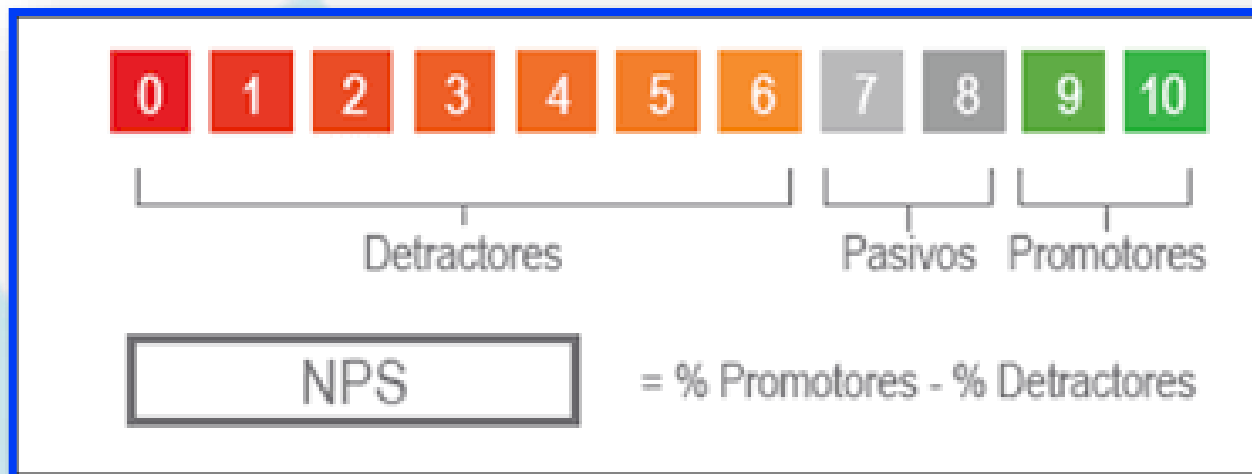 0 1 2 3 4 5 6 7 8 9 10
Detractores Pasivos Promotores
NPS = % Promotores - % Detractores